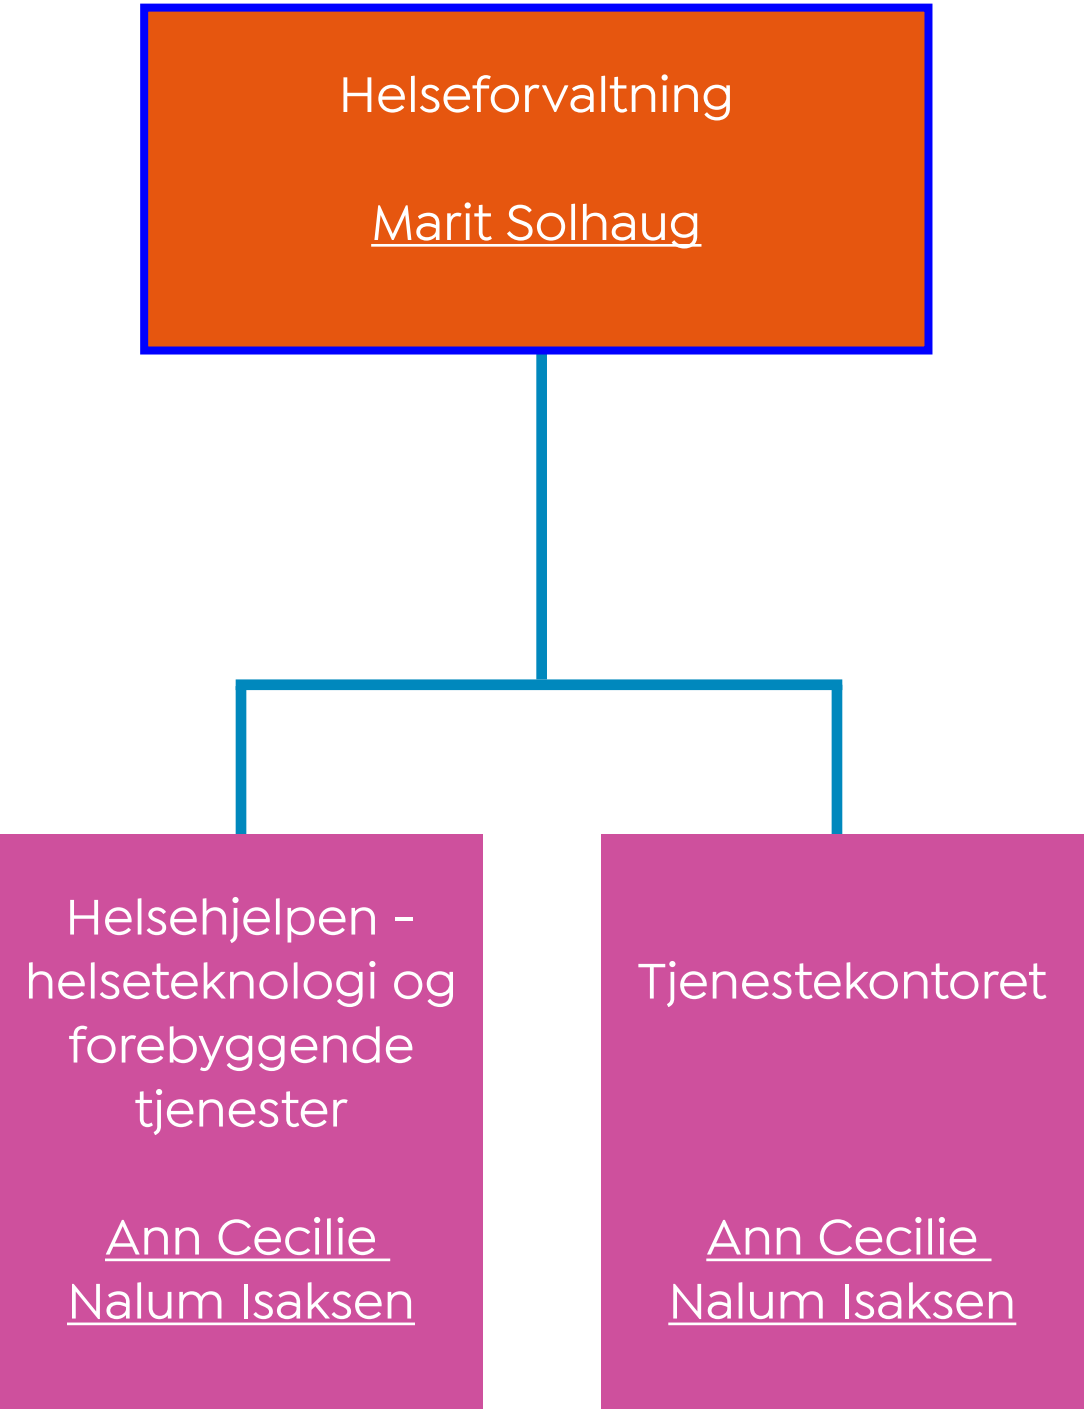 Helseforvaltning
Marit Solhaug
Helsehjelpen -
helseteknologi og
forebyggende
tjenester
Ann Cecilie
Nalum Isaksen
Tjenestekontoret
Ann Cecilie
Nalum Isaksen